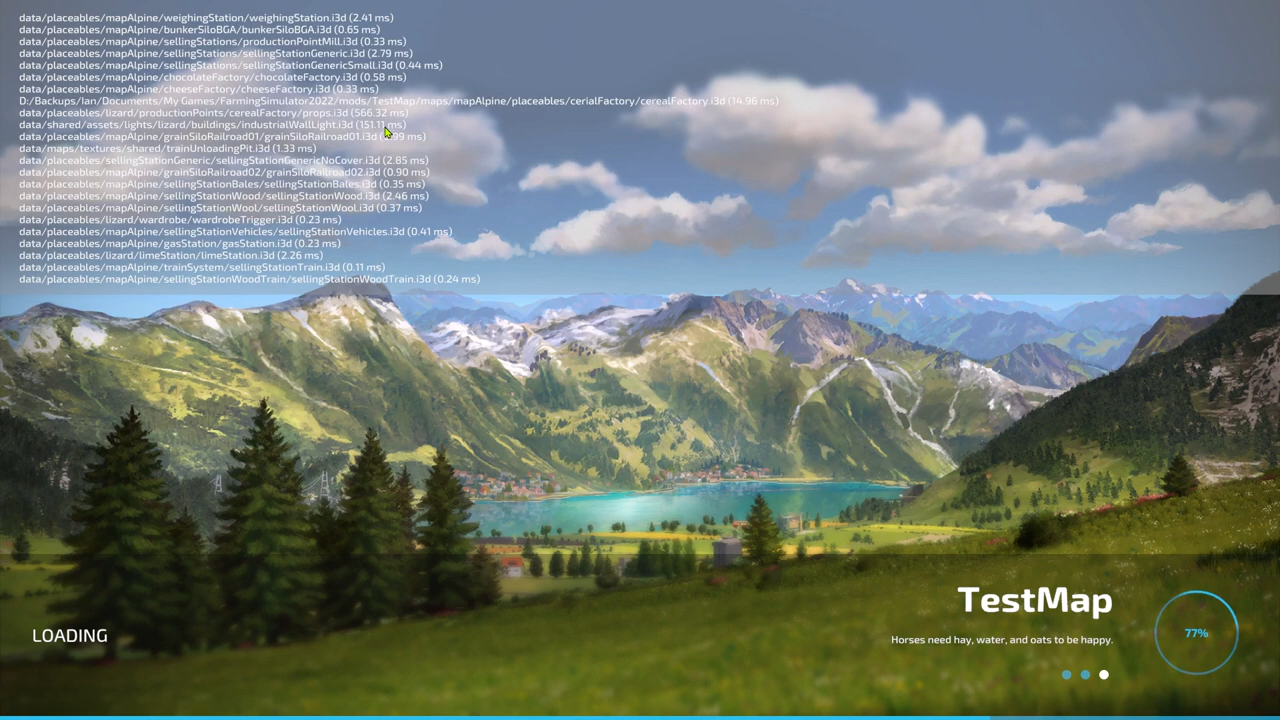 data/placeables/mapAlpine/weighingStation/weighingStation.i3d (2.41 ms)
data/placeables/mapAlpine/bunkerSiloBGA/bunkerSiloBGA.i3d (0.65 ms)
data/placeables/mapAlpine/sellingStations/productionPointMill.i3d (0.33 ms)
data/placeables/mapAlpine/sellingStations/sellingStationGeneric.i3d (2.79 ms)
data/placeables/mapAlpine/sellingStations/sellingStationGenericSmall.i3d (0.44 ms)
data/placeables/mapAlpine/chocolateFactory/chocolateFactory.i3d (0.58 ms)
data/placeables/mapAlpine/cheeseFactory/cheeseFactory.i3d (0.33 ms)
D:/Backups/Ian/Documents/My Games/FarmingSimulator2022/mods/TestMap/maps/mapAlpine/placeables/cerialFactory/cerealFactory.i3d (14.96 ms)
data/placeables/lizard/productionPoints/cerealFactory/props.i3d (566.32 ms)
data/shared/assets/lights/lizard/buildings/industrialWallLight.i3d (151.11 ms)
data/placeables/mapAlpine/grainSiloRailroad01/grainSiloRailroad01.i3d ms)
data/maps/textures/shared/trainUnloadingPit.i3d (1.33 ms)
data/placeables/sellingStationGeneric/sellingStationGenericNoCover.i3d (2.85 ms)
data/placeables/mapAlpine/grainSiloRailroad02/grainSiloRailroad02.i3d (0.90 ms)
data/placeables/mapAlpine/sellingStationBales/sellingStationBales.i3d (0.35 ms)
data/placeables/mapAlpine/sellingStationWood/sellingStationWood.i3d (2.46 ms)
data/placeables/mapAlpine/sellingStationWool/sellingStationWool.i3d (0.37 ms)
data/placeables/lizard/wardrobe/wardrobeTrigger.i3d (0.23 ms)
data/placeables/mapAlpine/sellingStationVehicles/sellingStationVehicles.i3d (0.41 ms)
data/placeables/mapAlpine/gasStation/gasStation.i3d (0.23 ms)
data/placeables/lizard/limeStation/limeStation.i3d (2.26 ms)
data/placeables/mapAlpine/trainSystem/sellingStationTrain.i3d (0.11 ms)
data/placeables/mapAlpine/sellingStationWoodTrain/sellingStationWoodTrain.i3d (0.24 ms)
TestMap
LOADING
Horses need hay, water, and oats to be happy.
77%